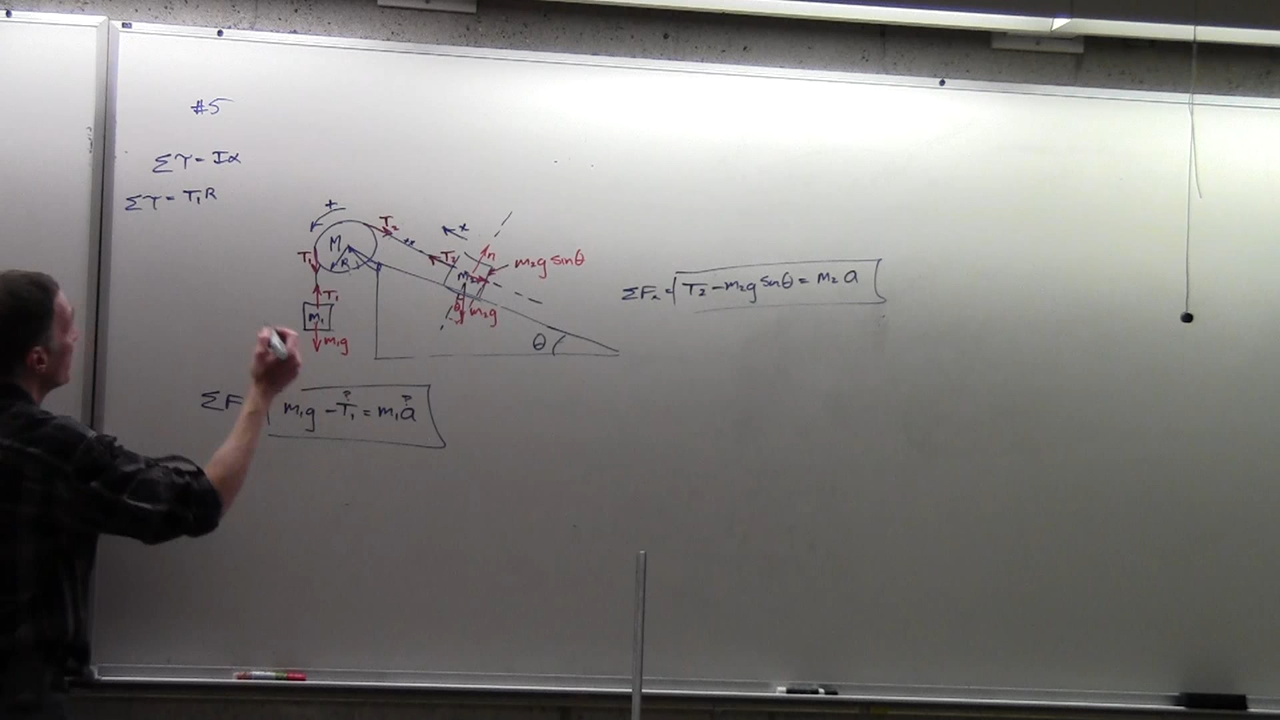 #5
Στ = Iα
Στ = T₁R
+
T₂
x
M
R
T₁
T₂
n
m₂
m₂g sinθ
T₁
m₁
m₁g
θ
m₂g
θ
ΣFₓ = T₂ - m₂g sinθ = m₂ a
ΣF
m₁g - T₁ = m₁a
? ?